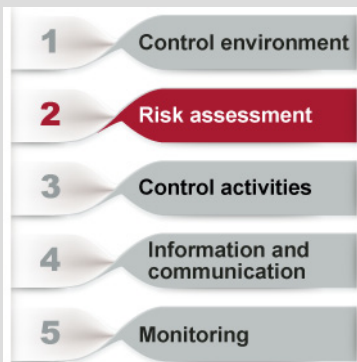 1 Control environment
2 Risk assessment
3 Control activities
4 Information and
communication
5 Monitoring